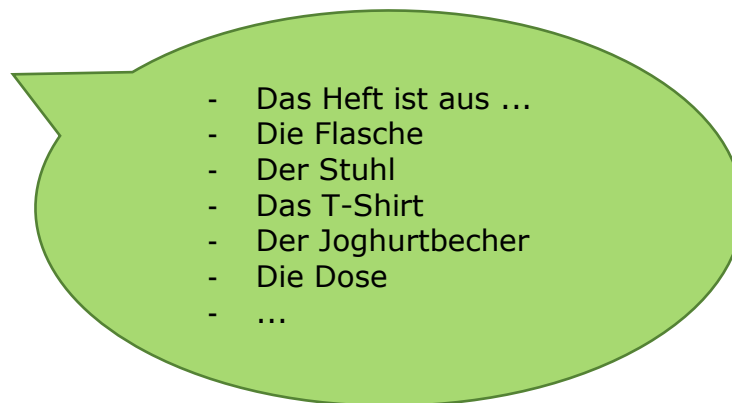 - Das Heft ist aus …
- Die Flasche
- Der Stuhl
- Das T-Shirt
- Der Joghurtbecher
- Die Dose
- …